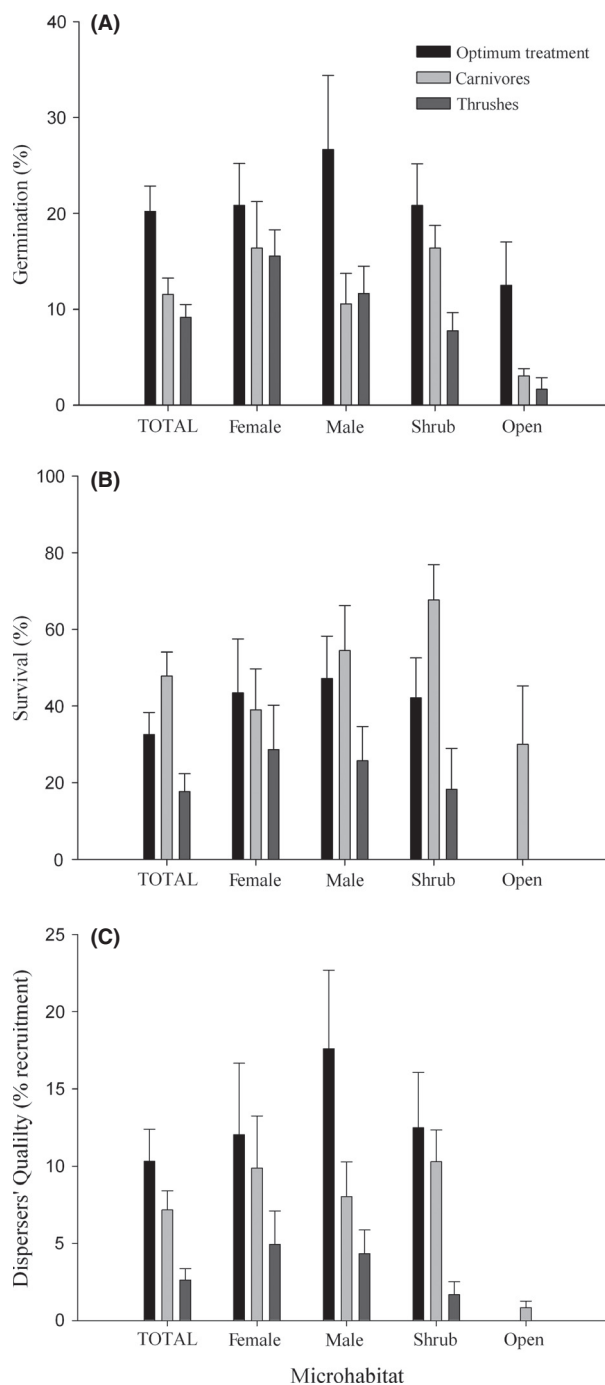 (A)
40
30
20
10
0
Germination (%)
Optimum treatment
Carnivores
Thrushes
TOTAL Female Male Shrub Open
(B)
100
80
60
40
20
0
Survival (%)
TOTAL Female Male Shrub Open
(C)
25
20
15
10
5
0
Dispersers' Qualilty (% recruitment)
TOTAL Female Male Shrub Open
Microhabitat